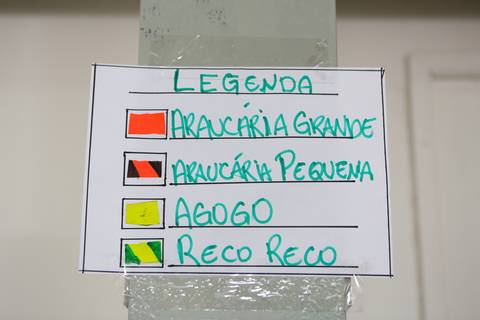 LEGENDA
ARAUCÁRIA GRANDE
ARAUCÁRIA PEQUENA
AGOGO
RECO RECO